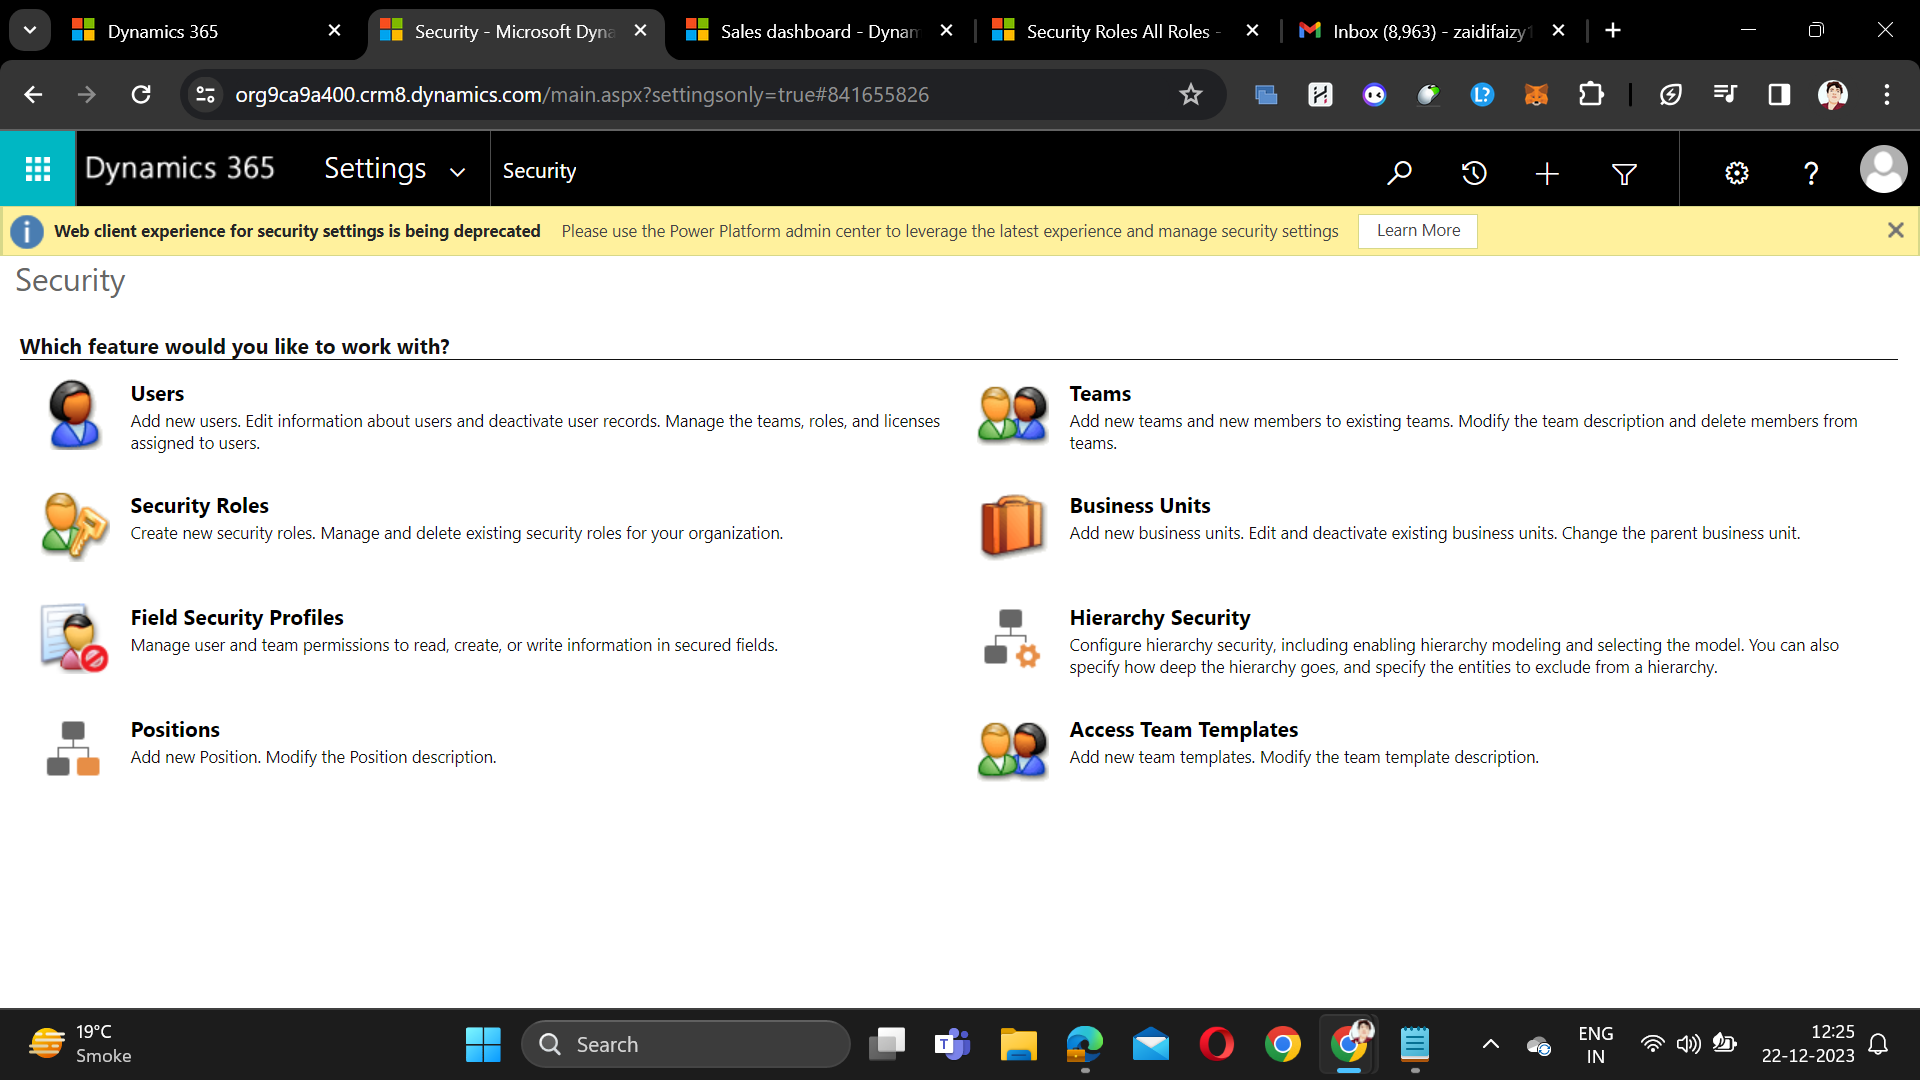 Dynamics 365
Security - Microsoft Dyna
Sales dashboard - Dynam
Security Roles All Roles -
Inbox (8,963) - zaidifaizy1
org9ca9a400.crm8.dynamics.com/main.aspx?settingsonly=true#841655826
Dynamics 365
Settings
Security
Web client experience for security settings is being deprecated Please use the Power Platform admin center to leverage the latest experience and manage security settings Learn More
Security
Which feature would you like to work with?
Users
Add new users. Edit information about users and deactivate user records. Manage the teams, roles, and licenses
assigned to users.
Teams
Add new teams and new members to existing teams. Modify the team description and delete members from
teams.
Security Roles
Create new security roles. Manage and delete existing security roles for your organization.
Business Units
Add new business units. Edit and deactivate existing business units. Change the parent business unit.
Field Security Profiles
Manage user and team permissions to read, create, or write information in secured fields.
Hierarchy Security
Configure hierarchy security, including enabling hierarchy modeling and selecting the model. You can also
specify how deep the hierarchy goes, and specify the entities to exclude from a hierarchy.
Positions
Add new Position. Modify the Position description.
Access Team Templates
Add new team templates. Modify the team template description.
19°C
Smoke
Search
ENG
IN
12:25
22-12-2023